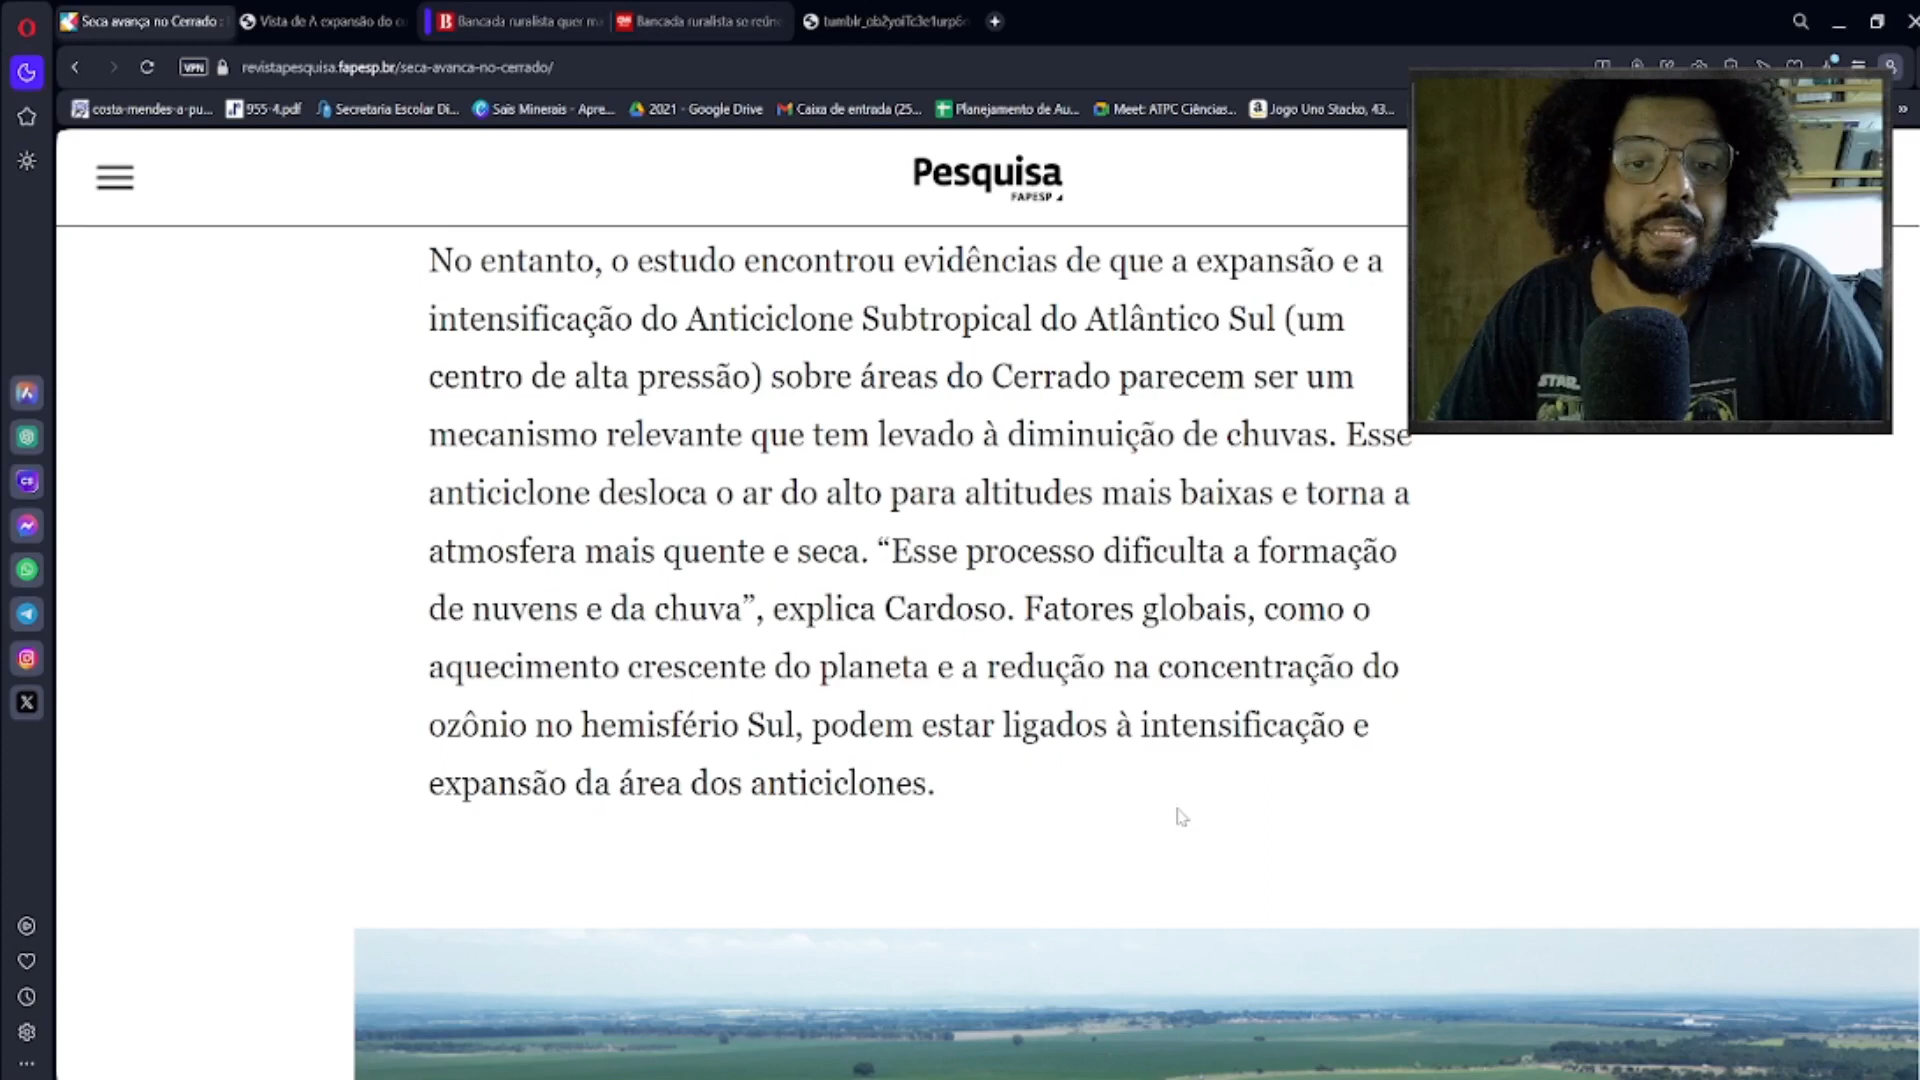 Seca avança no Cerrado :
Vista de A expansão do c
Bancada ruralista quer m
Bancada ruralista se reún
VPN
revistapesquisa.fapesp.br/seca-avanca-no-cerrado/
costa-mendes-a-pu...
955-4.pdf
Secretaria Escolar Di...
Sais Minerais - Apre...
2021 - Google Drive
Caixa de entrada (25...
Planejamento de Au...
Meet: ATPC Ciências...
Jogo Uno Stacko, 43...
Pesquisa
FAPESP
No entanto, o estudo encontrou evidências de que a expansão e a
intensificação do Anticiclone Subtropical do Atlântico Sul (um
centro de alta pressão) sobre áreas do Cerrado parecem ser um
mecanismo relevante que tem levado à diminuição de chuvas. Esse
anticiclone desloca o ar do alto para altitudes mais baixas e torna a
atmosfera mais quente e seca. “Esse processo dificulta a formação
de nuvens e da chuva”, explica Cardoso. Fatores globais, como o
aquecimento crescente do planeta e a redução na concentração do
ozônio no hemisfério Sul, podem estar ligados à intensificação e
expansão da área dos anticiclones.
STAR